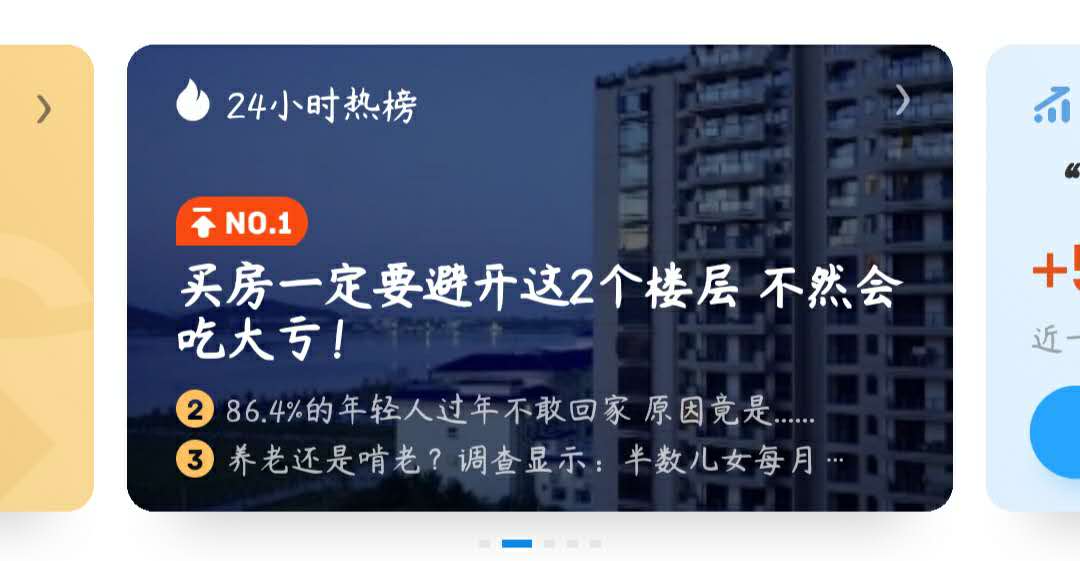 24小时热榜
NO.1
买房一定要避开这2个楼层 不然会
吃大亏！
2 86.4%的年轻人过年不敢回家 原因竟是……
3 养老还是啃老？调查显示：半数儿女每月…
“
+5
近一